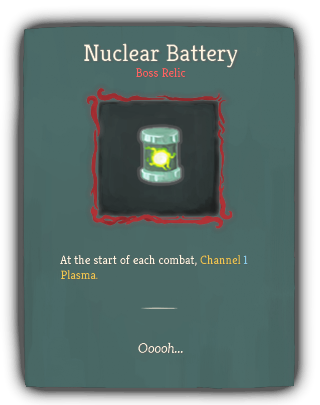 Nuclear Battery
Boss Relic
At the start of each combat, Channel 1
Plasma.
Ooooh...